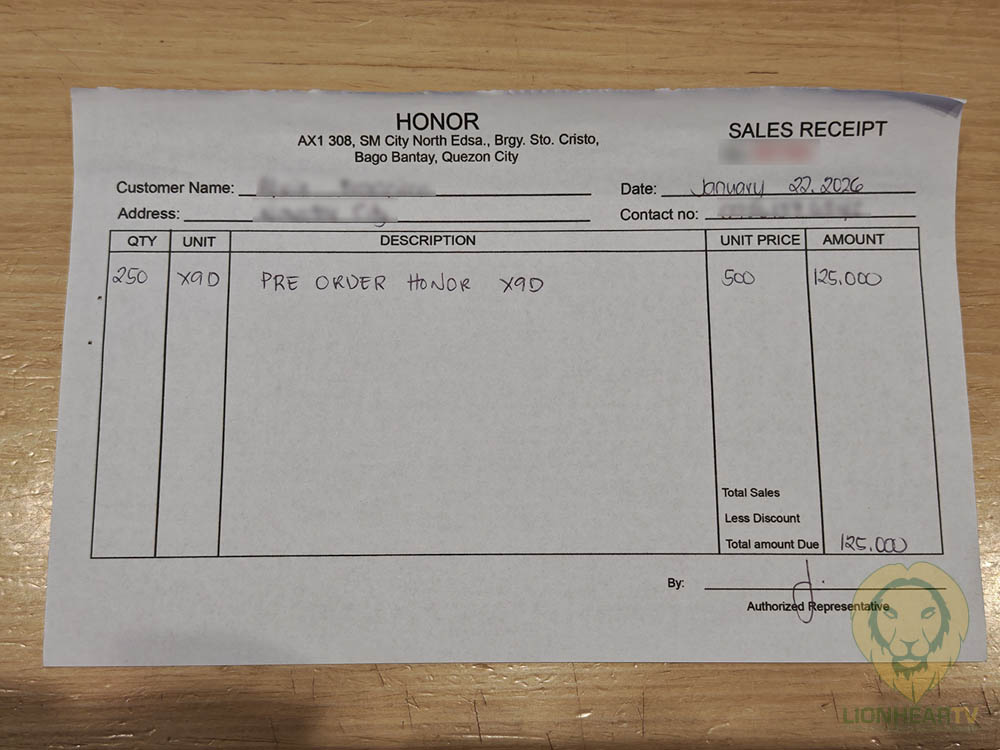 HONOR
AX1 308, SM City North Edsa., Brgy. Sto. Cristo,
Bago Bantay, Quezon City
SALES RECEIPT
Customer Name:
Date: January 22, 2026
Address:
Contact no:
QTY UNIT DESCRIPTION UNIT PRICE AMOUNT
250 X9D PRE ORDER HONOR X9D 500 125,000
Total Sales
Less Discount
Total amount Due 125,000
By:
Authorized Representative
LIONHEARTV